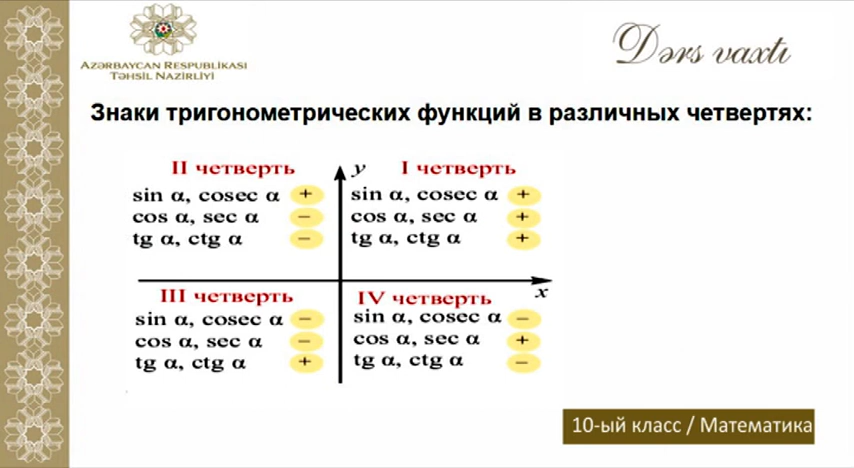 AZƏRBAYCAN RESPUBLİKASI
TƏHSİL NAZİRLİYİ
Dərs vaxtı
Знаки тригонометрических функций в различных четвертях:
II четверть
sin α, cosec α +
cos α, sec α −
tg α, ctg α −
y
I четверть
sin α, cosec α +
cos α, sec α +
tg α, ctg α +
x
III четверть
sin α, cosec α −
cos α, sec α −
tg α, ctg α +
IV четверть
sin α, cosec α −
cos α, sec α +
tg α, ctg α −
10-ый класс / Математика